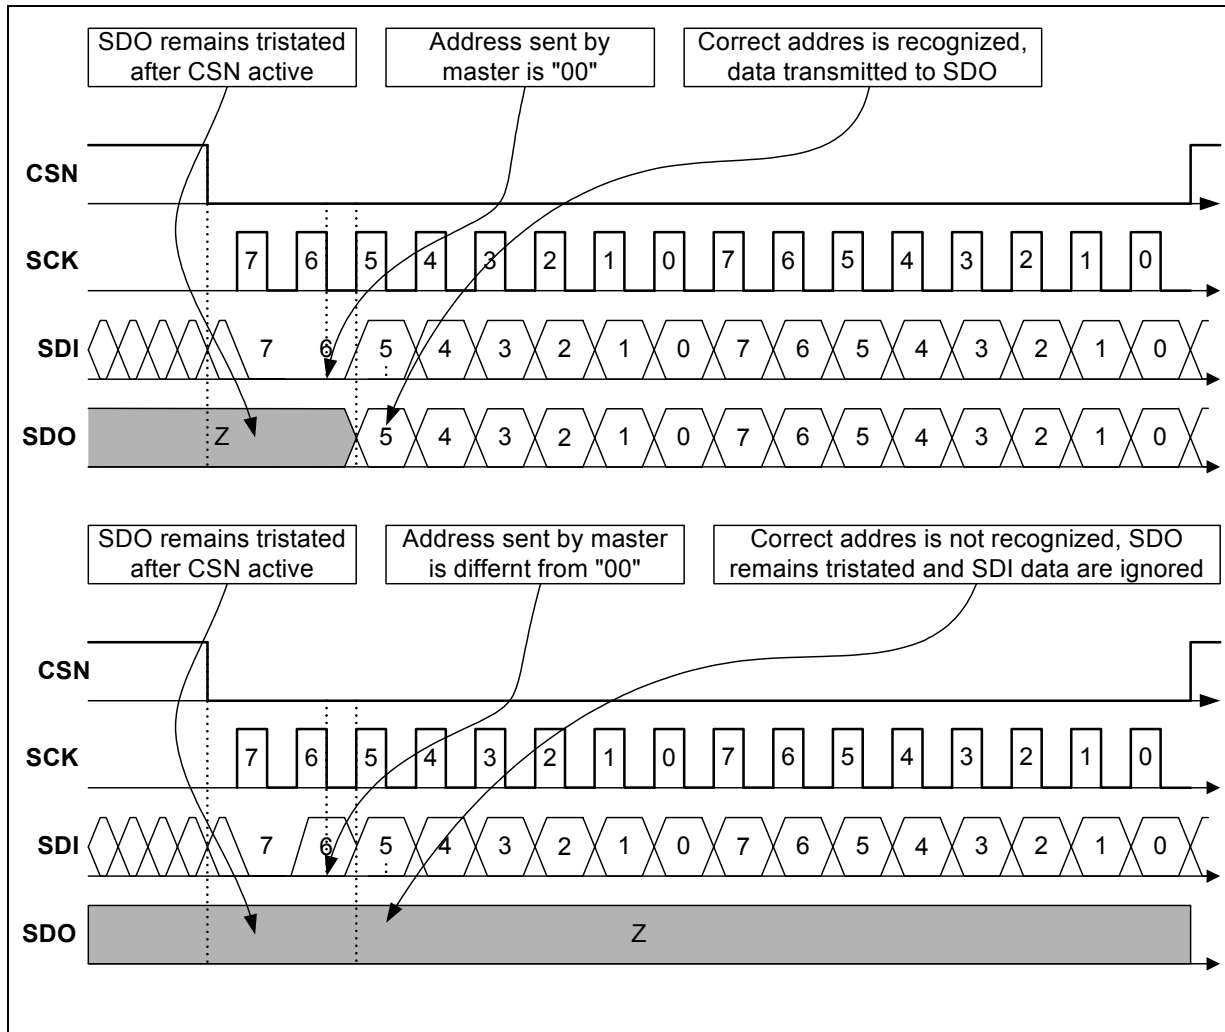 SDO remains tristated
after CSN active
Address sent by
master is "00"
Correct addres is recognized,
data transmitted to SDO
CSN
SCK
7 6 5 4 3 2 1 0 7 6 5 4 3 2 1 0
SDI
7 6 5 4 3 2 1 0 7 6 5 4 3 2 1 0
SDO
Z 5 4 3 2 1 0 7 6 5 4 3 2 1 0
SDO remains tristated
after CSN active
Address sent by master
is differnt from "00"
Correct addres is not recognized, SDO
remains tristated and SDI data are ignored
CSN
SCK
7 6 5 4 3 2 1 0 7 6 5 4 3 2 1 0
SDI
7 6 5 4 3 2 1 0 7 6 5 4 3 2 1 0
SDO
Z